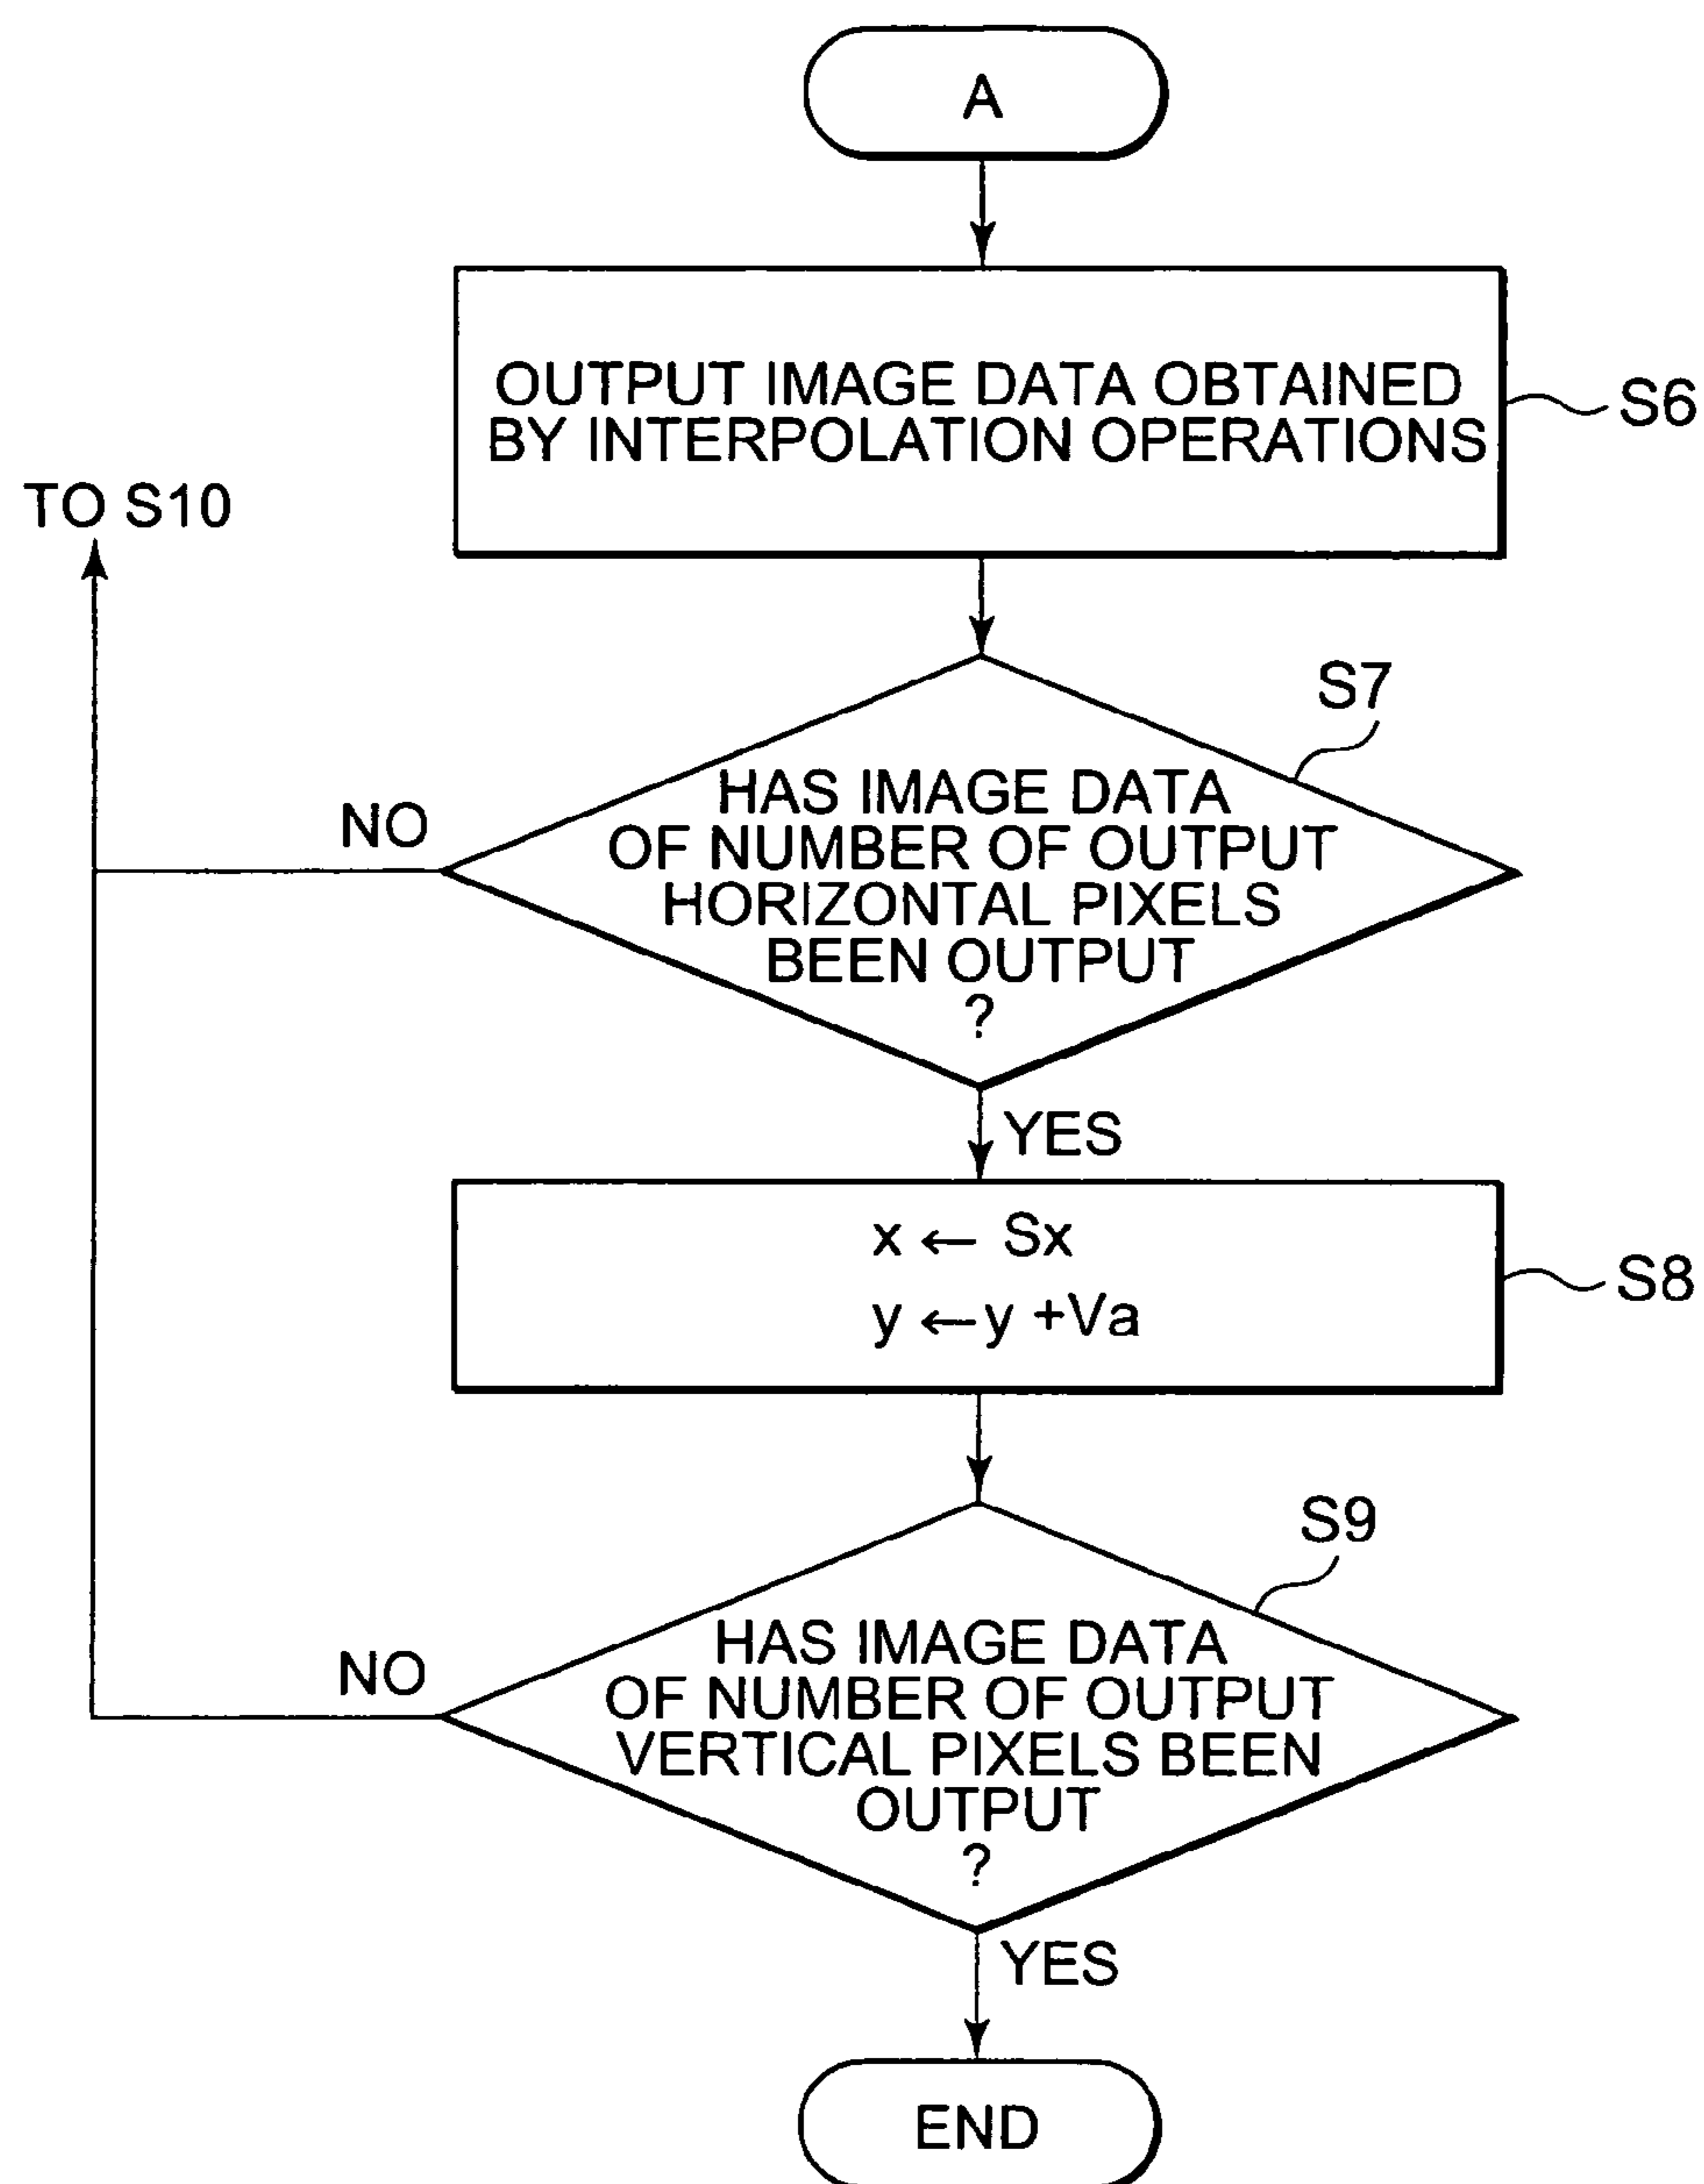 A
OUTPUT IMAGE DATA OBTAINED
BY INTERPOLATION OPERATIONS
S6
TO S10
S7
HAS IMAGE DATA
OF NUMBER OF OUTPUT
HORIZONTAL PIXELS
BEEN OUTPUT
?
NO
YES
x ← Sx
y ← y +Va
S8
S9
HAS IMAGE DATA
OF NUMBER OF OUTPUT
VERTICAL PIXELS BEEN
OUTPUT
?
NO
YES
END